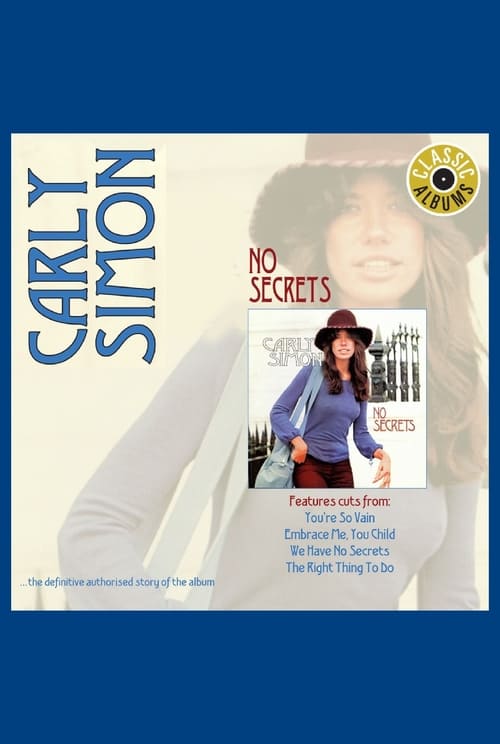 CARLY
SIMON
CLASSIC
ALBUMS
NO
SECRETS
CARLY
SIMON
NO
SECRETS
Features cuts from:
You're So Vain
Embrace Me, You Child
We Have No Secrets
The Right Thing To Do
...the definitive authorised story of the album